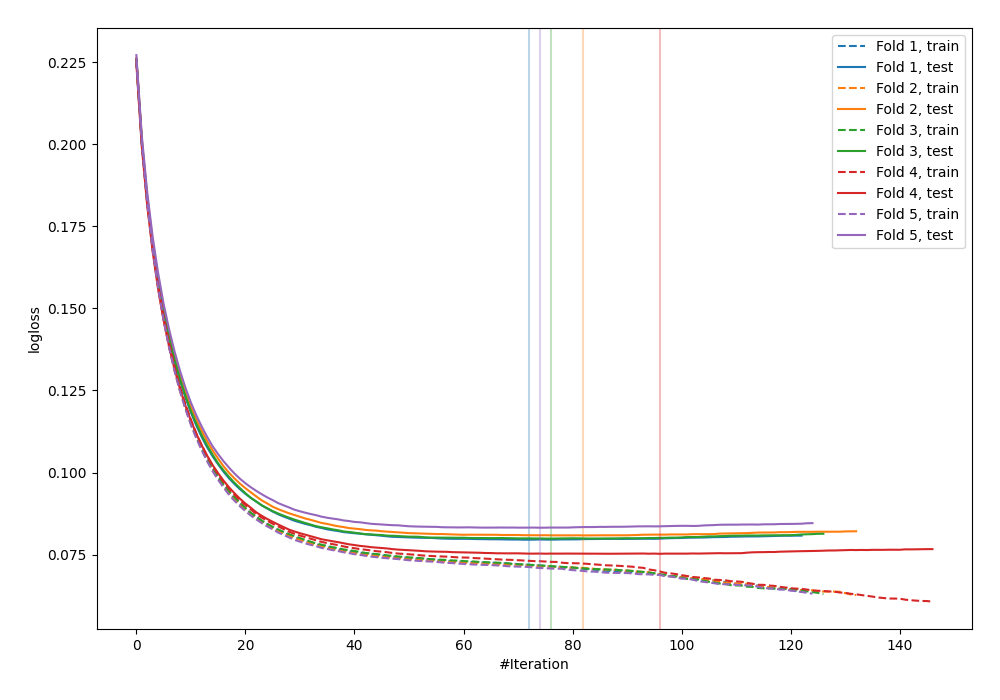 0.225
0.200
0.175
0.150
0.125
0.100
0.075
logloss
0
20
40
60
80
100
120
140
#Iteration
Fold 1, train
Fold 1, test
Fold 2, train
Fold 2, test
Fold 3, train
Fold 3, test
Fold 4, train
Fold 4, test
Fold 5, train
Fold 5, test